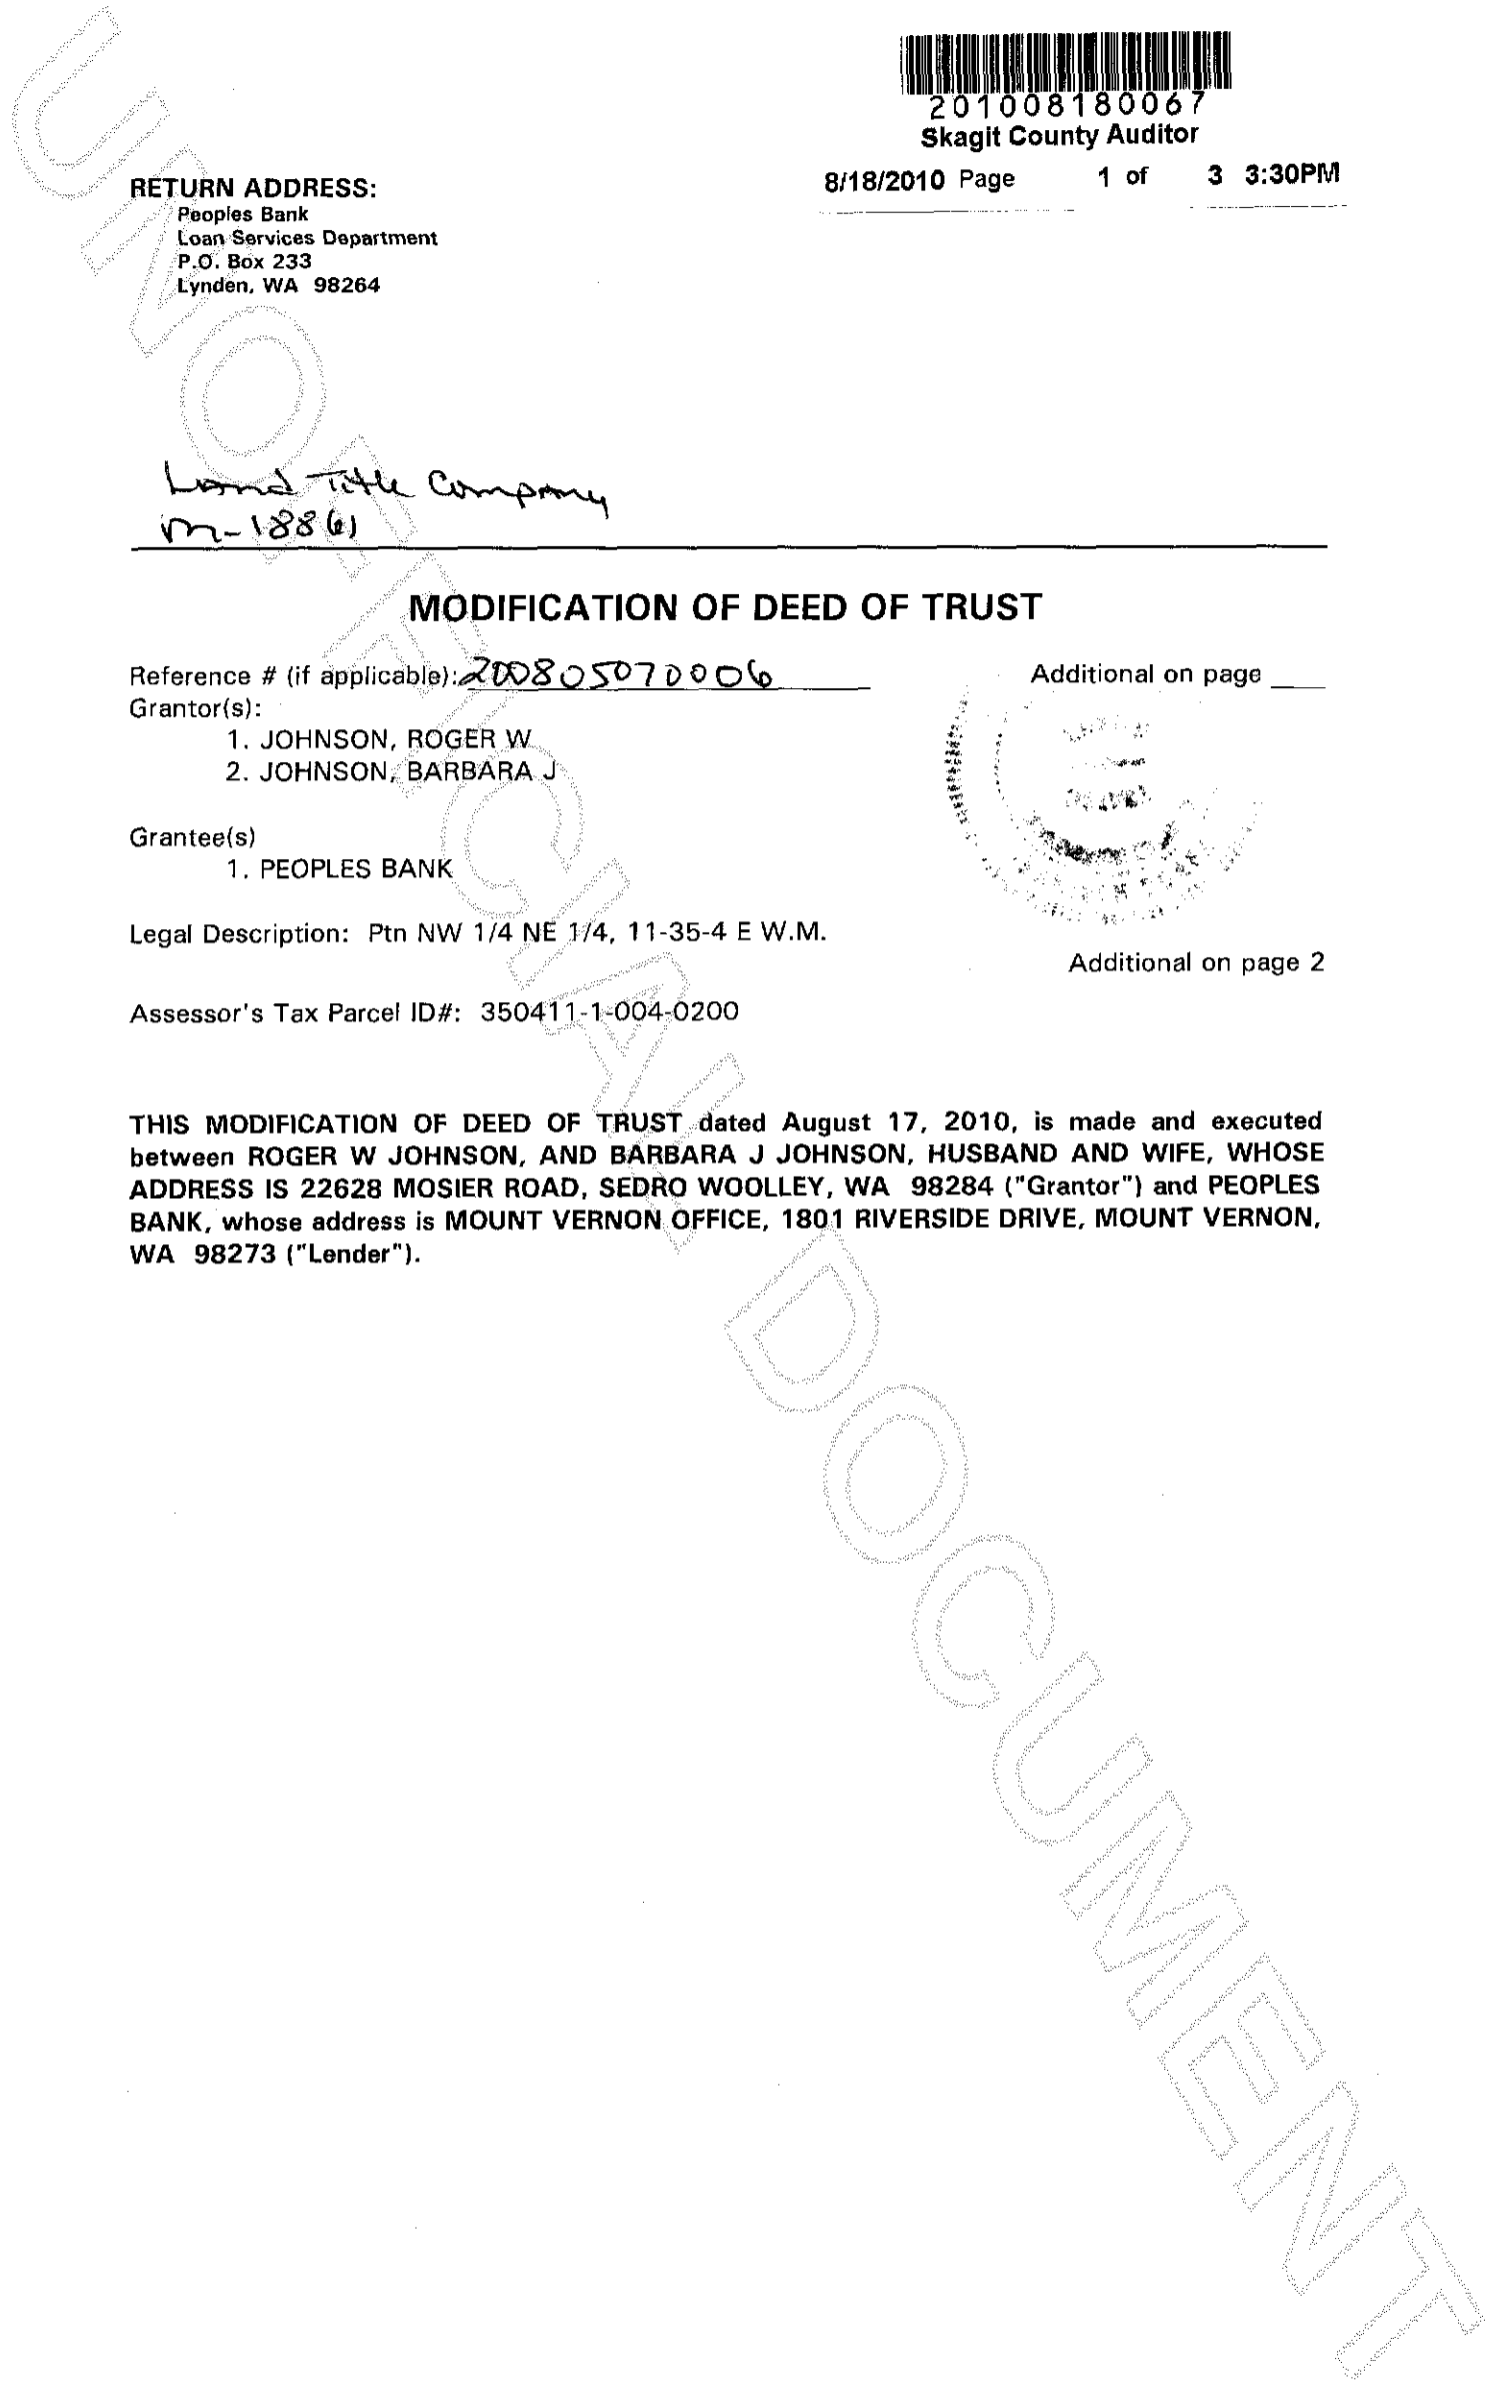 201008180067
Skagit County Auditor
8/18/2010 Page 1 of 3 3:30PM
RETURN ADDRESS:
Peoples Bank
Loan Services Department
P.O. Box 233
Lynden, WA 98264
Land Title Company
M-18861
MODIFICATION OF DEED OF TRUST
Reference # (if applicable): 200805070006 Additional on page ___
Grantor(s):
1. JOHNSON, ROGER W
2. JOHNSON, BARBARA J
Grantee(s)
1. PEOPLES BANK
Legal Description: Ptn NW 1/4 NE 1/4, 11-35-4 E W.M.
Additional on page 2
Assessor's Tax Parcel ID#: 350411-1-004-0200
THIS MODIFICATION OF DEED OF TRUST dated August 17, 2010, is made and executed
between ROGER W JOHNSON, AND BARBARA J JOHNSON, HUSBAND AND WIFE, WHOSE
ADDRESS IS 22628 MOSIER ROAD, SEDRO WOOLLEY, WA 98284 ("Grantor") and PEOPLES
BANK, whose address is MOUNT VERNON OFFICE, 1801 RIVERSIDE DRIVE, MOUNT VERNON,
WA 98273 ("Lender").
UNOFFICIAL DOCUMENT